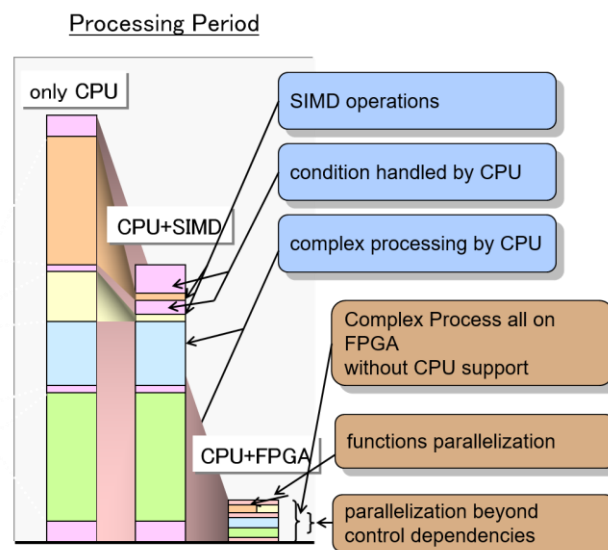 Processing Period
only CPU
SIMD operations
condition handled by CPU
CPU+SIMD
complex processing by CPU
Complex Process all on
FPGA
without CPU support
CPU+FPGA
functions parallelization
parallelization beyond
control dependencies